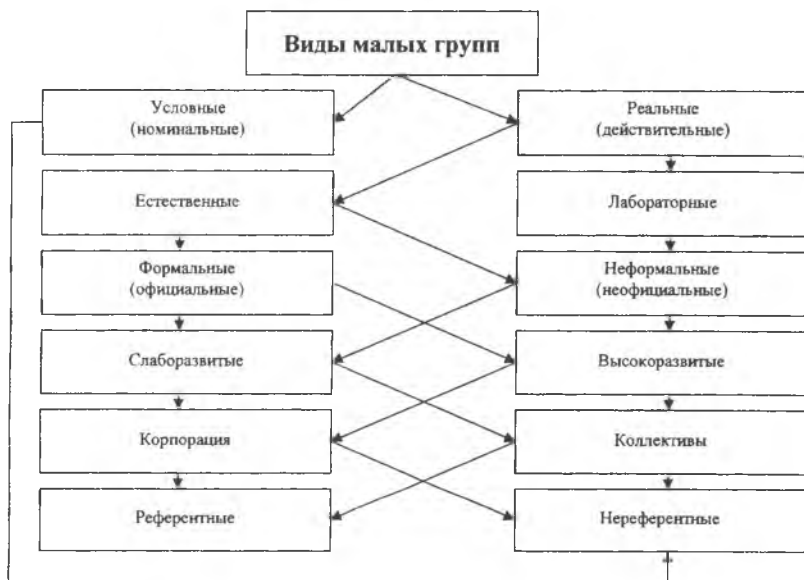 Виды малых групп
Условные
(номинальные)
Реальные
(действительные)
Естественные
Лабораторные
Формальные
(официальные)
Неформальные
(неофициальные)
Слаборазвитые
Высокоразвитые
Корпорация
Коллективы
Референтные
Нереферентные